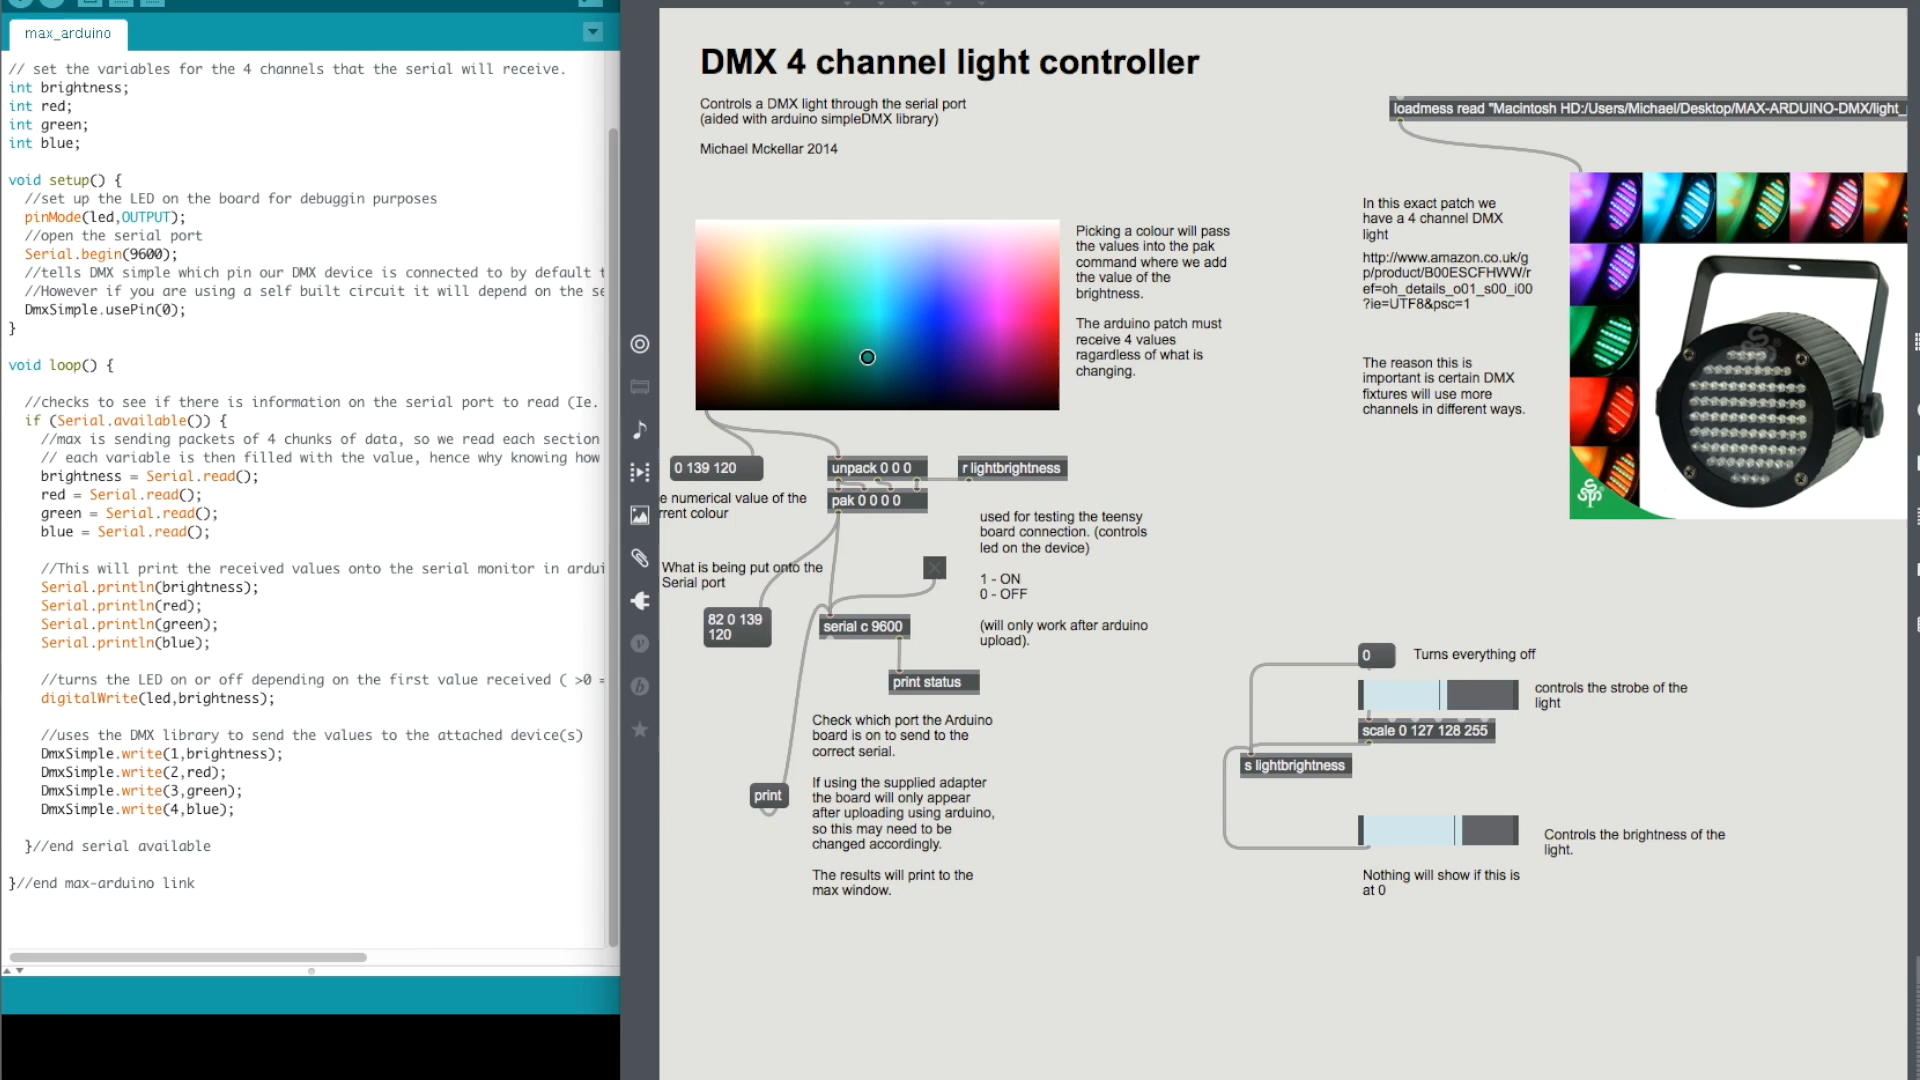 max_arduino
// set the variables for the 4 channels that the serial will receive.
int brightness;
int red;
int green;
int blue;
void setup() {
//set up the LED on the board for debuggin purposes
pinMode(led,OUTPUT);
//open the serial port
Serial.begin(9600);
//tells DMX simple which pin our DMX device is connected to by default
//However if you are using a self built circuit it will depend on the
DmxSimple.usePin(0);
}
void loop() {
//checks to see if there is information on the serial port to read (Ie.
if (Serial.available()) {
//max is sending packets of 4 chunks of data, so we read each section
// each variable is then filled with the value, hence why knowing how
brightness = Serial.read();
red = Serial.read();
green = Serial.read();
blue = Serial.read();
//This will print the received values onto the serial monitor in ardui
Serial.println(brightness);
Serial.println(red);
Serial.println(green);
Serial.println(blue);
//turns the LED on or off depending on the first value received ( >0 =
digitalWrite(led,brightness);
//uses the DMX library to send the values to the attached device(s)
DmxSimple.write(1,brightness);
DmxSimple.write(2,red);
DmxSimple.write(3,green);
DmxSimple.write(4,blue);
}//end serial available
}//end max-arduino link
DMX 4 channel light controller
Controls a DMX light through the serial port
(aided with arduino simpleDMX library)
Michael Mckellar 2014
loadmess read "Macintosh HD:/Users/Michael/Desktop/MAX-ARDUINO-DMX/light_
Picking a colour will pass
the values into the pak
command where we add
the value of the
brightness.
The arduino patch must
receive 4 values
ragardless of what is
changing.
In this exact patch we
have a 4 channel DMX
light
http://www.amazon.co.uk/g
p/product/B00ESCFHWW/r
ef=oh_details_o01_s00_i00
?ie=UTF8&psc=1
The reason this is
important is certain DMX
fixtures will use more
channels in different ways.
0 139 120
unpack 0 0 0
r lightbrightness
pak 0 0 0 0
e numerical value of the
rrent colour
What is being put onto the
Serial port
82 0 139
120
serial c 9600
print status
used for testing the teensy
board connection. (controls
led on the device)
1 - ON
0 - OFF
(will only work after arduino
upload).
print
Check which port the Arduino
board is on to send to the
correct serial.
If using the supplied adapter
the board will only appear
after uploading using arduino,
so this may need to be
changed accordingly.
The results will print to the
max window.
0
Turns everything off
controls the strobe of the
light
scale 0 127 128 255
s lightbrightness
Controls the brightness of the
light.
Nothing will show if this is
at 0